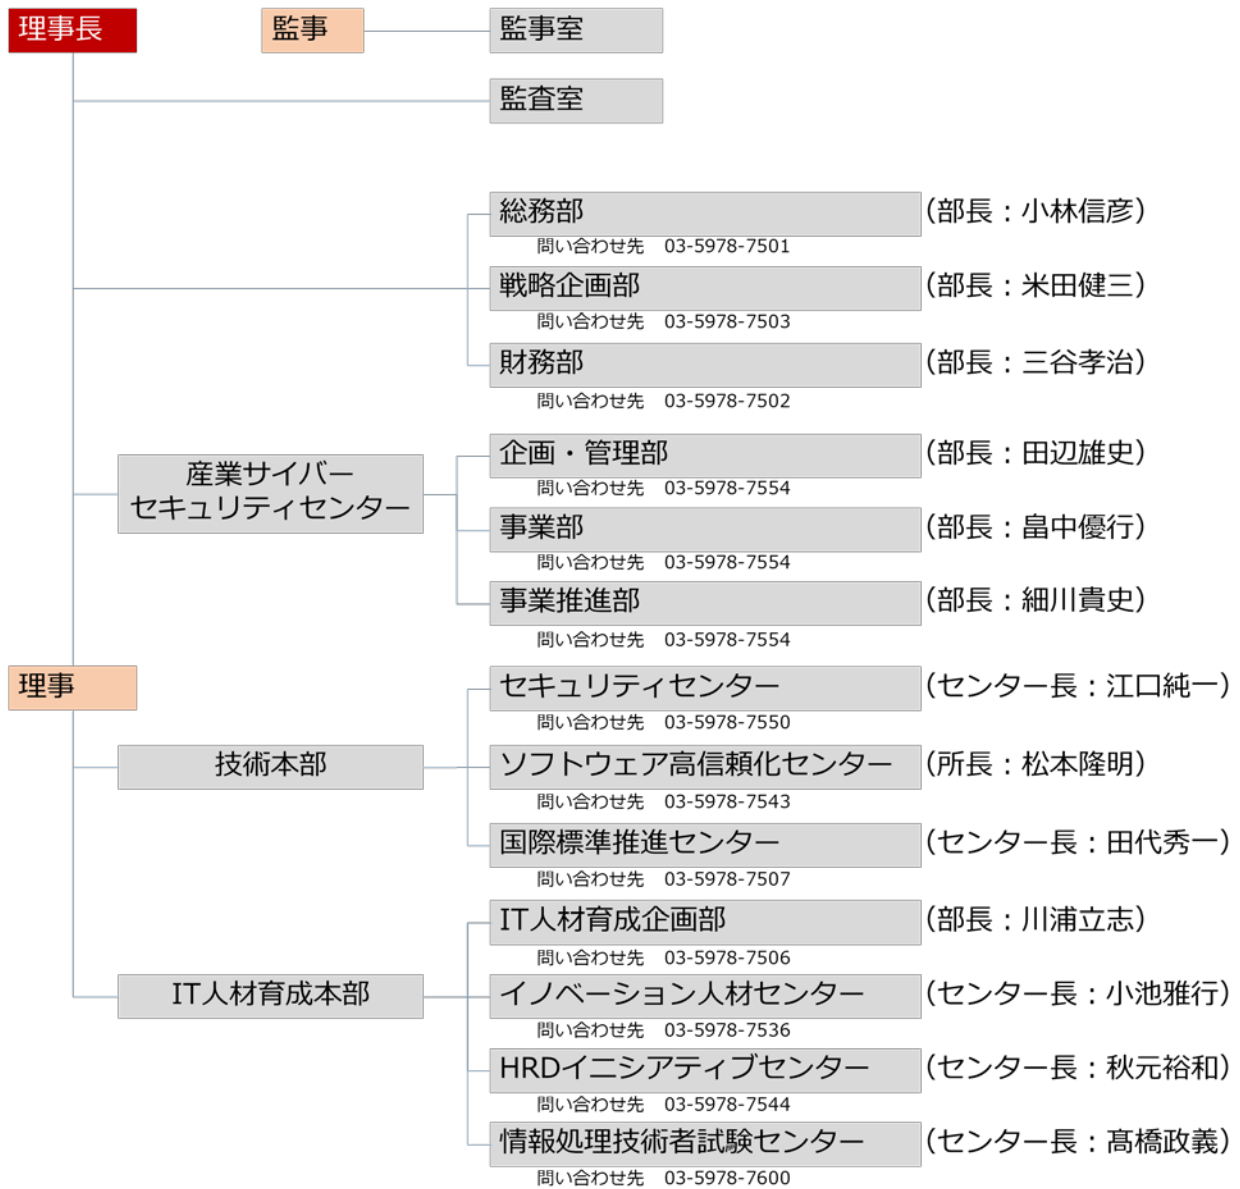 理事長
監事
監事室
監査室
総務部
(部長：小林信彦)
問い合わせ先 03-5978-7501
戦略企画部
(部長：米田健三)
問い合わせ先 03-5978-7503
財務部
(部長：三谷孝治)
問い合わせ先 03-5978-7502
産業サイバー
セキュリティセンター
企画・管理部
(部長：田辺雄史)
問い合わせ先 03-5978-7554
事業部
(部長：畠中優行)
問い合わせ先 03-5978-7554
事業推進部
(部長：細川貴史)
問い合わせ先 03-5978-7554
理事
技術本部
セキュリティセンター
(センター長：江口純一)
問い合わせ先 03-5978-7550
ソフトウェア高信頼化センター
(所長：松本隆明)
問い合わせ先 03-5978-7543
国際標準推進センター
(センター長：田代秀一)
問い合わせ先 03-5978-7507
IT人材育成本部
IT人材育成企画部
(部長：川浦立志)
問い合わせ先 03-5978-7506
イノベーション人材センター
(センター長：小池雅行)
問い合わせ先 03-5978-7536
HRDイニシアティブセンター
(センター長：秋元裕和)
問い合わせ先 03-5978-7544
情報処理技術者試験センター
(センター長：髙橋政義)
問い合わせ先 03-5978-7600